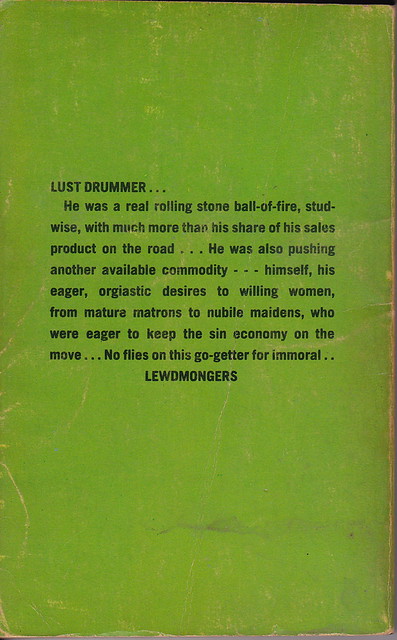 LUST DRUMMER...
He was a real rolling stone ball-of-fire, stud-
wise, with much more than his share of his sales
product on the road . . . He was also pushing
another available commodity - - - himself, his
eager, orgiastic desires to willing women,
from mature matrons to nubile maidens, who
were eager to keep the sin economy on the
move... No flies on this go-getter for immoral..
LEWDMONGERS